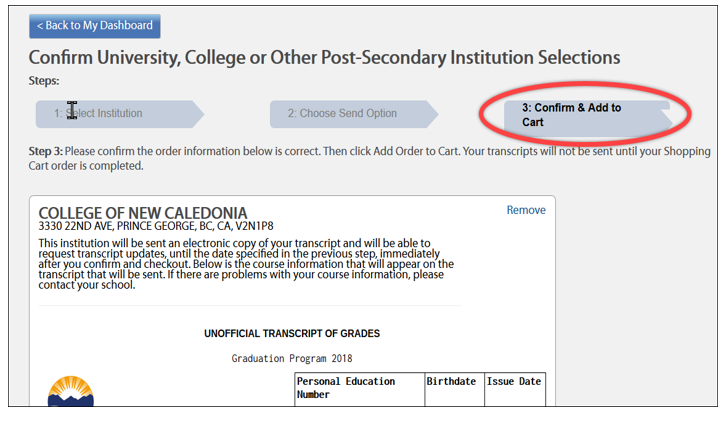 < Back to My Dashboard
Confirm University, College or Other Post-Secondary Institution Selections
Steps:
1: Select Institution
2: Choose Send Option
3: Confirm & Add to
Cart
Step 3: Please confirm the order information below is correct. Then click Add Order to Cart. Your transcripts will not be sent until your Shopping
Cart order is completed.
COLLEGE OF NEW CALEDONIA
Remove
3330 22ND AVE, PRINCE GEORGE, BC, CA, V2N1P8
This institution will be sent an electronic copy of your transcript and will be able to
request transcript updates, until the date specified in the previous step, immediately
after you confirm and checkout. Below is the course information that will appear on the
transcript that will be sent. If there are problems with your course information, please
contact your school.
UNOFFICIAL TRANSCRIPT OF GRADES
Graduation Program 2018
Personal Education
Number
Birthdate
Issue Date